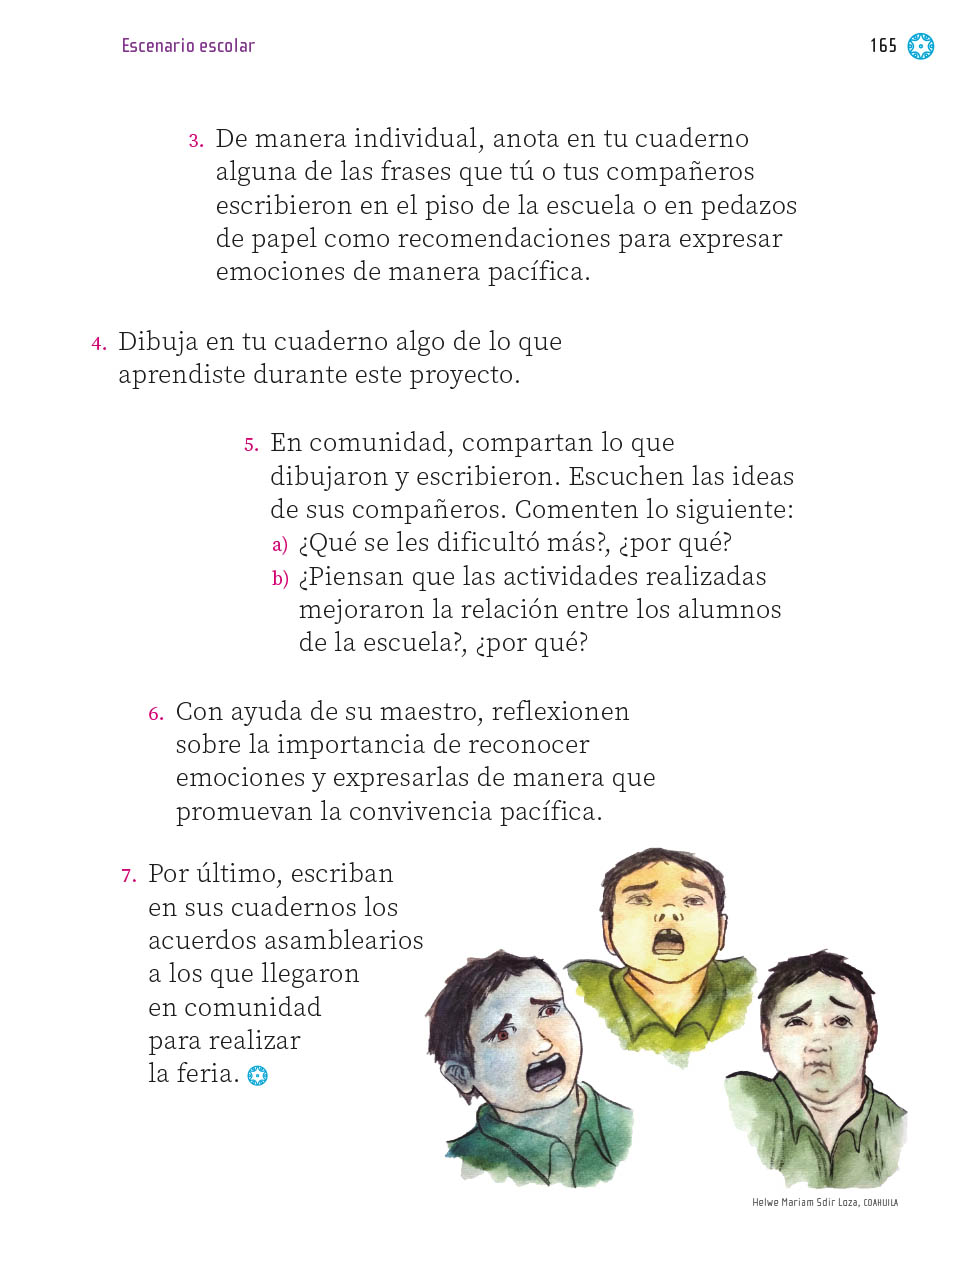 Escenario escolar
165
3. De manera individual, anota en tu cuaderno
alguna de las frases que tú o tus compañeros
escribieron en el piso de la escuela o en pedazos
de papel como recomendaciones para expresar
emociones de manera pacífica.
4. Dibuja en tu cuaderno algo de lo que
aprendiste durante este proyecto.
5. En comunidad, compartan lo que
dibujaron y escribieron. Escuchen las ideas
de sus compañeros. Comenten lo siguiente:
a) ¿Qué se les dificultó más?, ¿por qué?
b) ¿Piensan que las actividades realizadas
mejoraron la relación entre los alumnos
de la escuela?, ¿por qué?
6. Con ayuda de su maestro, reflexionen
sobre la importancia de reconocer
emociones y expresarlas de manera que
promuevan la convivencia pacífica.
7. Por último, escriban
en sus cuadernos los
acuerdos asamblearios
a los que llegaron
en comunidad
para realizar
la feria.
Helwe Mariam Sdir Loza, COAHUILA